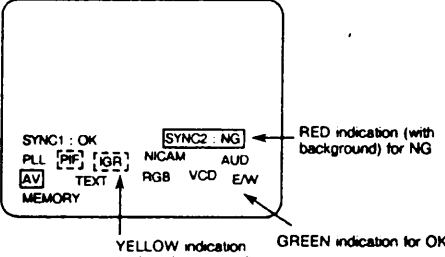 SYNC1 : OK
SYNC2 : NG
RED indication (with
background) for NG
PLL PIF IGR NICAM AUD
AV TEXT RGB VCD E/W
MEMORY
YELLOW indication
GREEN indication for OK